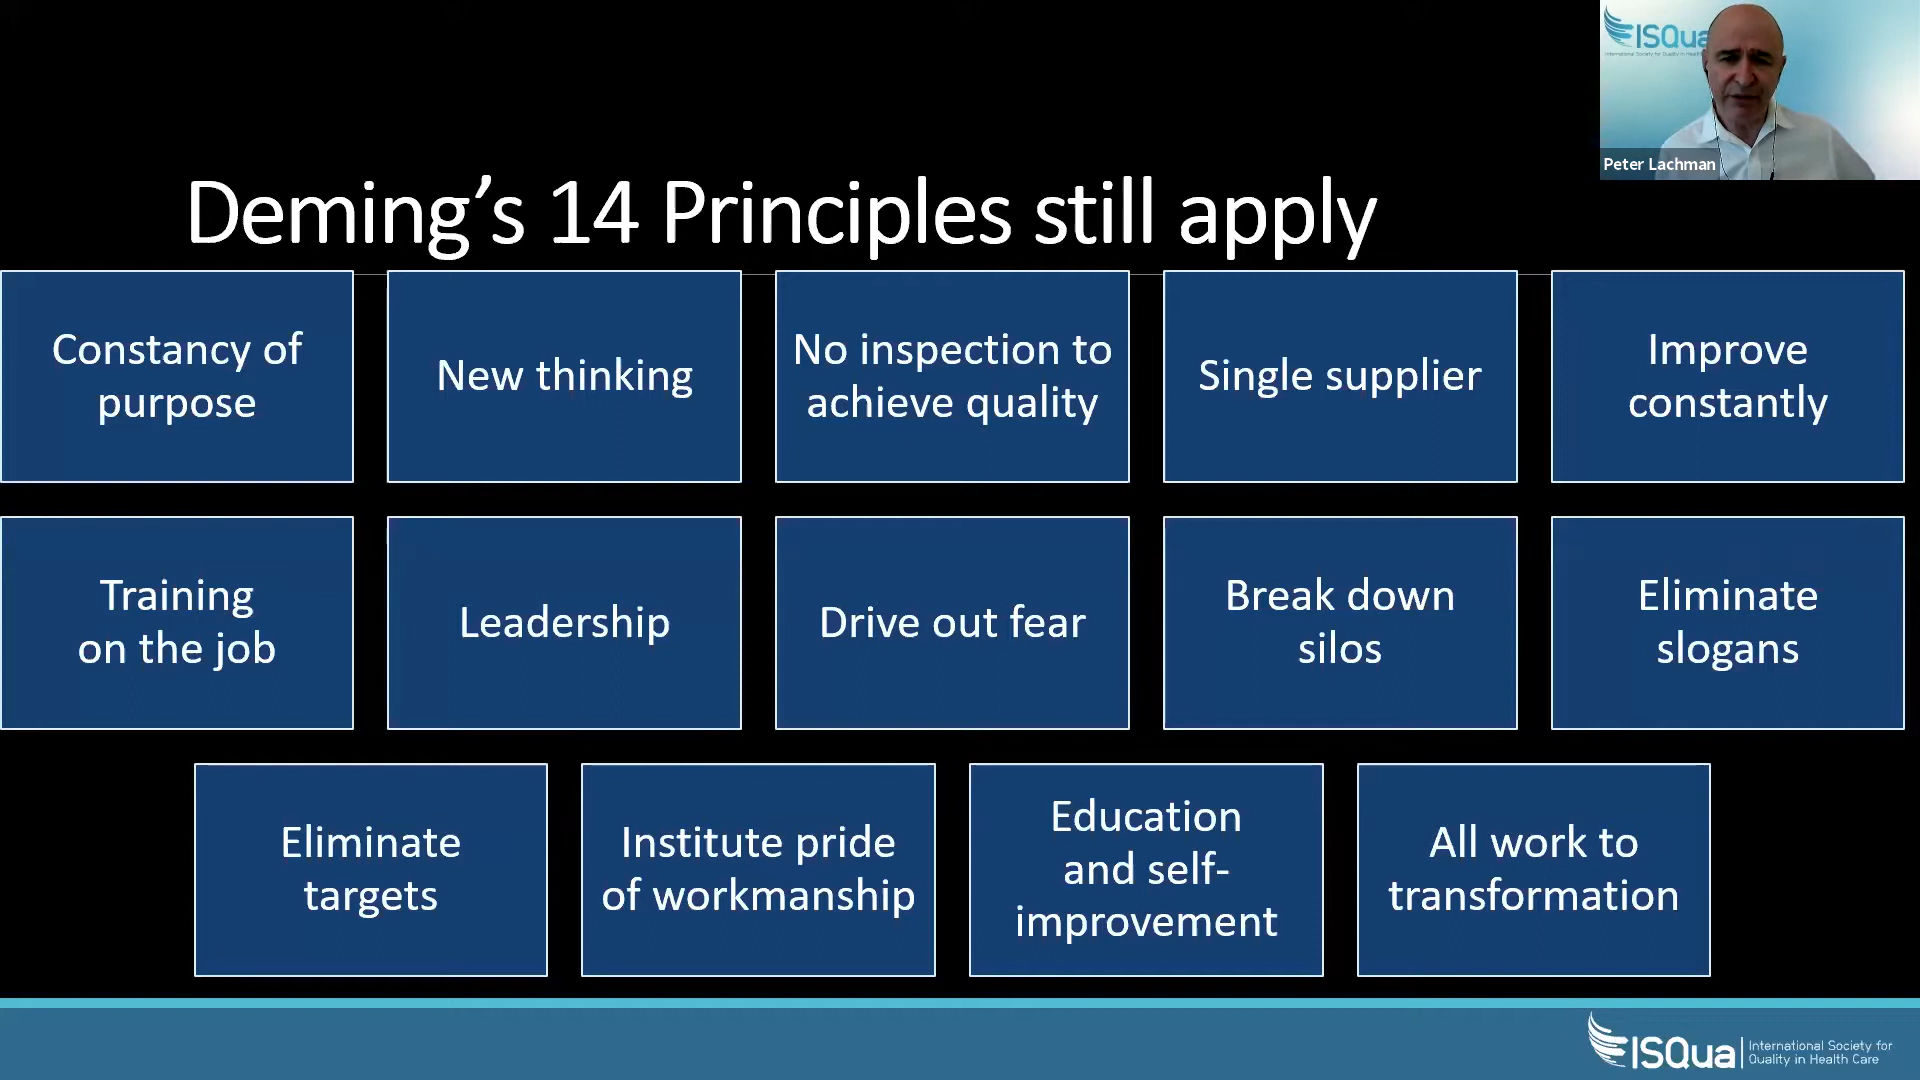 ISQua
Peter Lachman
Deming’s 14 Principles still apply
Constancy of
purpose
New thinking
No inspection to
achieve quality
Single supplier
Improve
constantly
Training
on the job
Leadership
Drive out fear
Break down
silos
Eliminate
slogans
Eliminate
targets
Institute pride
of workmanship
Education
and self-
improvement
All work to
transformation
ISQua
International Society for
Quality in Health Care